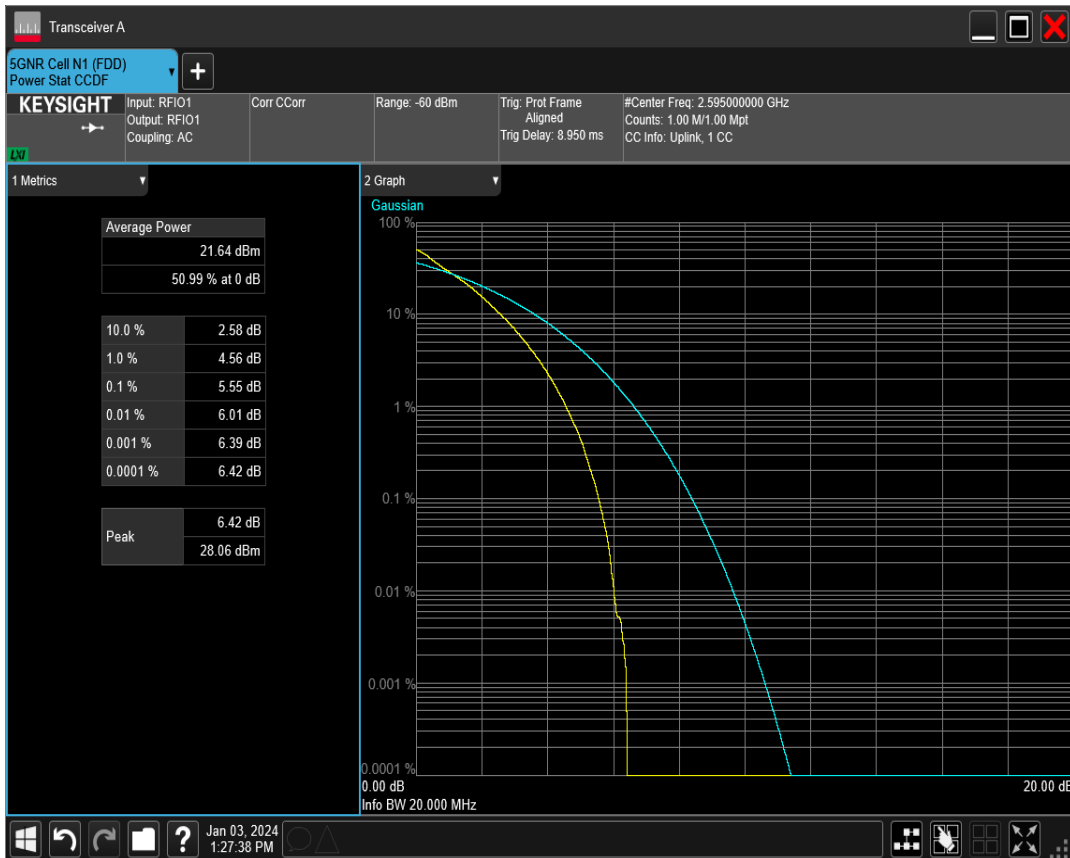 Transceiver A
5GNR Cell N1 (FDD)
Power Stat CCDF
+
KEYSIGHT
LXI
Input: RFIO1
Output: RFIO1
Coupling: AC
Corr CCorr
Range: -60 dBm
Trig: Prot Frame
Aligned
Trig Delay: 8.950 ms
#Center Freq: 2.595000000 GHz
Counts: 1.00 M/1.00 Mpt
CC Info: Uplink, 1 CC
1 Metrics
Average Power
21.64 dBm
50.99 % at 0 dB
10.0 % 2.58 dB
1.0 % 4.56 dB
0.1 % 5.55 dB
0.01 % 6.01 dB
0.001 % 6.39 dB
0.0001 % 6.42 dB
Peak
6.42 dB
28.06 dBm
2 Graph
Gaussian
100 %
10 %
1 %
0.1 %
0.01 %
0.001 %
0.0001 %
0.00 dB 20.00 dB
Info BW 20.000 MHz
?
Jan 03, 2024
1:27:38 PM